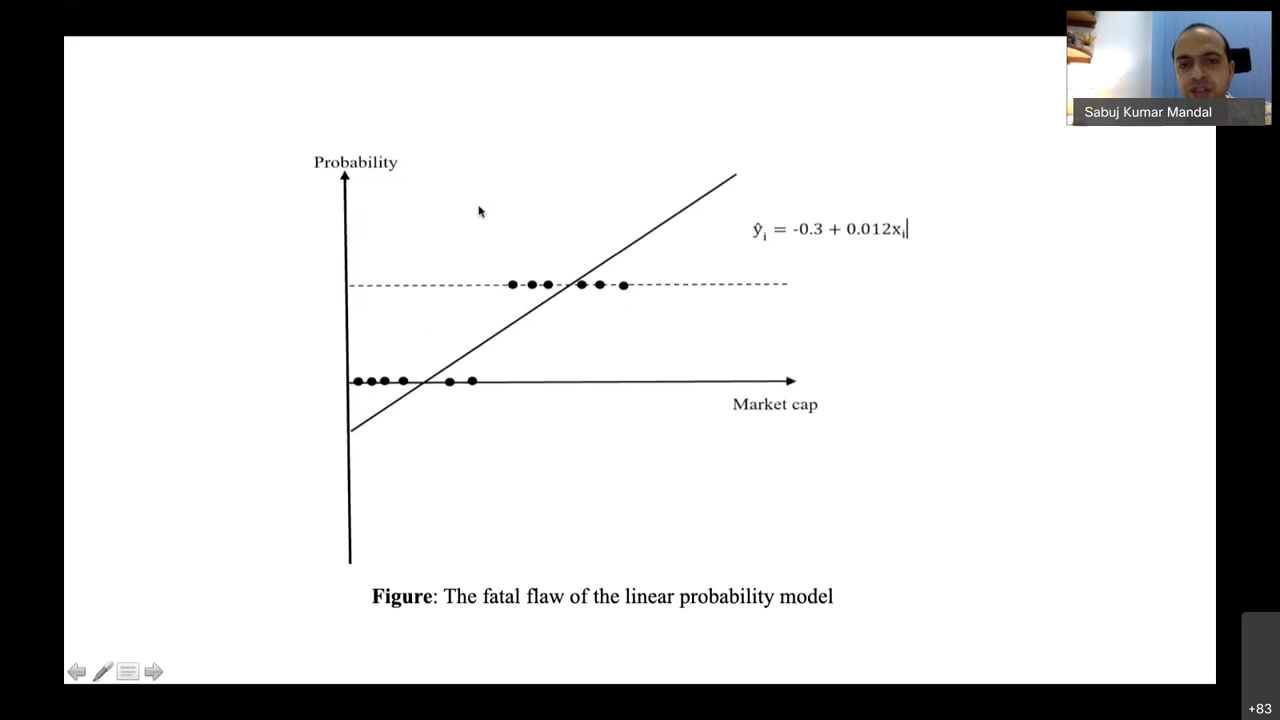 Sabuj Kumar Mandal
Probability
ŷᵢ = -0.3 + 0.012xᵢ
Market cap
Figure: The fatal flaw of the linear probability model
+83